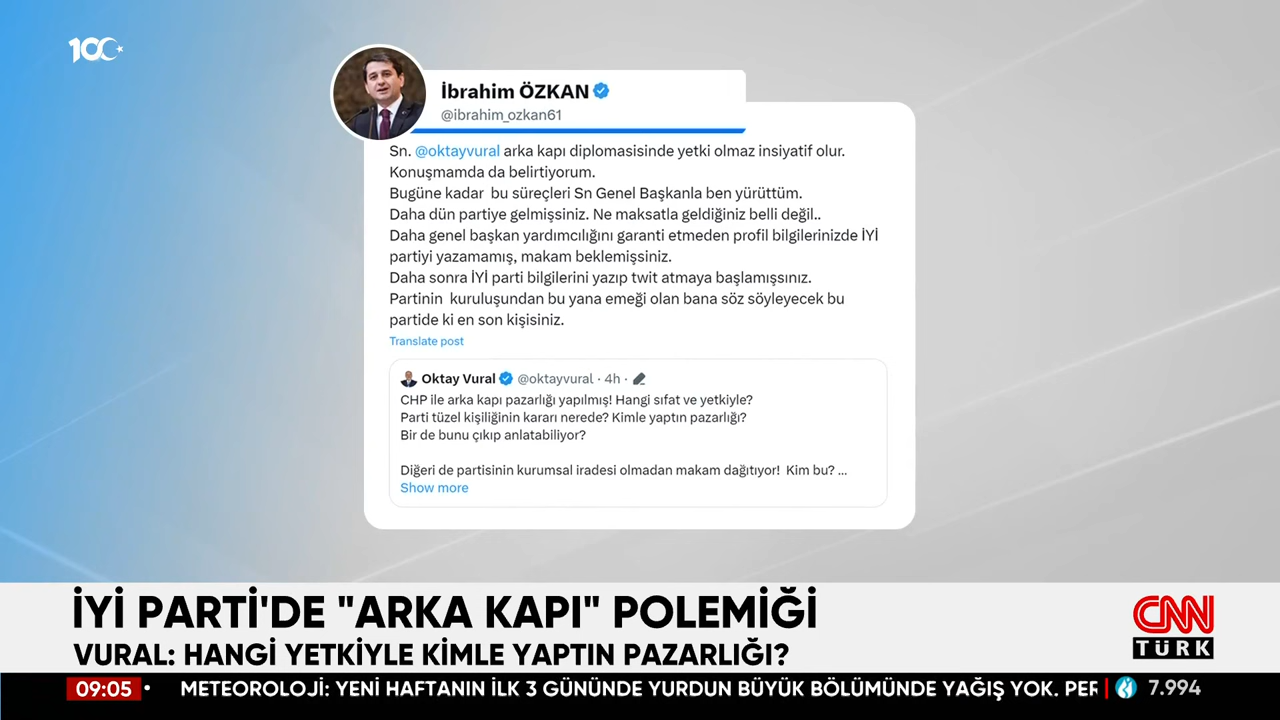 100
İbrahim ÖZKAN
@ibrahim_ozkan61
Sn. @oktayvural arka kapı diplomasisinde yetki olmaz insiyatif olur.
Konuşmamda da belirtiyorum.
Bugüne kadar bu süreçleri Sn Genel Başkanla ben yürüttüm.
Daha dün partiye gelmişsiniz. Ne maksatla geldiğiniz belli değil..
Daha genel başkan yardımcılığını garanti etmeden profil bilgilerinizde İYİ
partiyi yazamamış, makam beklemişsiniz.
Daha sonra İYİ parti bilgilerini yazıp twit atmaya başlamışsınız.
Partinin kuruluşundan bu yana emeği olan bana söz söyleyecek bu
partide ki en son kişisiniz.
Translate post
Oktay Vural @oktayvural · 4h ·
CHP ile arka kapı pazarlığı yapılmış! Hangi sıfat ve yetkiyle?
Parti tüzel kişiliğinin kararı nerede? Kimle yaptın pazarlığı?
Bir de bunu çıkıp anlatabiliyor?
Diğeri de partisinin kurumsal iradesi olmadan makam dağıtıyor! Kim bu? ...
Show more
İYİ PARTİ'DE "ARKA KAPI" POLEMİĞİ
VURAL: HANGİ YETKİYLE KİMLE YAPTIN PAZARLIĞI?
CNN
TÜRK
09:05 • METEOROLOJİ: YENİ HAFTANIN İLK 3 GÜNÜNDE YURDUN BÜYÜK BÖLÜMÜNDE YAĞIŞ YOK. PER 7.994